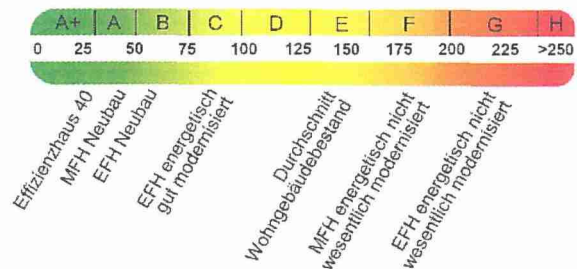 A+ A B C D E F G H
0 25 50 75 100 125 150 175 200 225 >250
Effizienzhaus 40
MFH Neubau
EFH Neubau
EFH energetisch
gut modernisiert
Durchschnitt
Wohngebäudebestand
MFH energetisch nicht
wesentlich modernisiert
EFH energetisch nicht
wesentlich modernisiert